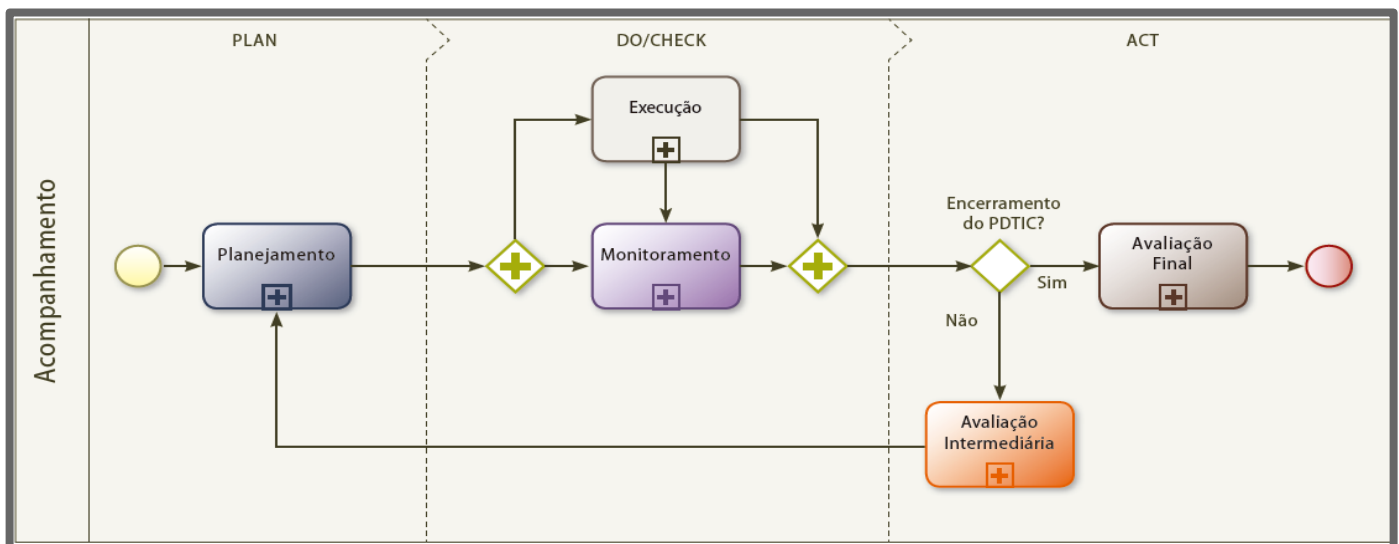 Acompanhamento
PLAN
DO/CHECK
ACT
Execução
Planejamento
Monitoramento
Encerramento
do PDTIC?
Sim
Não
Avaliação
Final
Avaliação
Intermediária